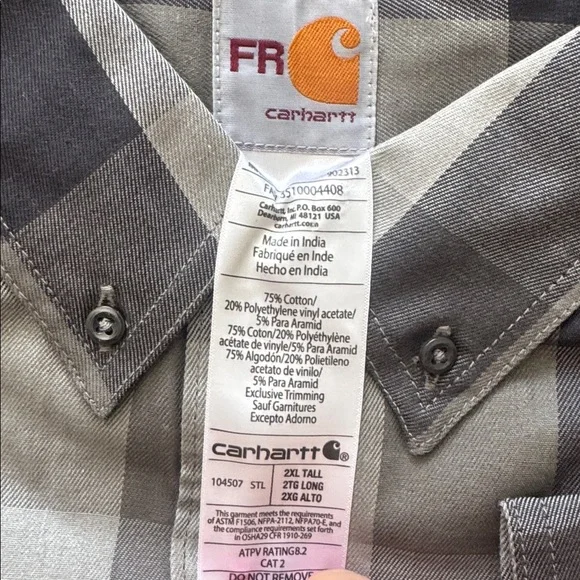 FR
carhartt
902313
3510004408
Carhartt, Inc. P.O. Box 600
Dearborn, MI 48121 USA
carhartt.com
Made in India
Fabriqué en Inde
Hecho en India
75% Cotton/
20% Polyethylene vinyl acetate/
5% Para Aramid
75% Coton/20% Polyéthylène
acétate de vinyle/5% Para Aramid
75% Algodón/20% Polietileno
acetato de vinilo/
5% Para Aramid
Exclusive Trimming
Sauf Garnitures
Excepto Adorno
carhartt
104507 STL
2XL TALL
2TG LONG
2XG ALTO
This garment meets the requirements
of ASTM F1506, NFPA-2112, NFPA70-E, and
the compliance requirements set forth
in OSHA29 CFR 1910-269
ATPV RATING8.2
CAT 2
DO NOT REMOVE